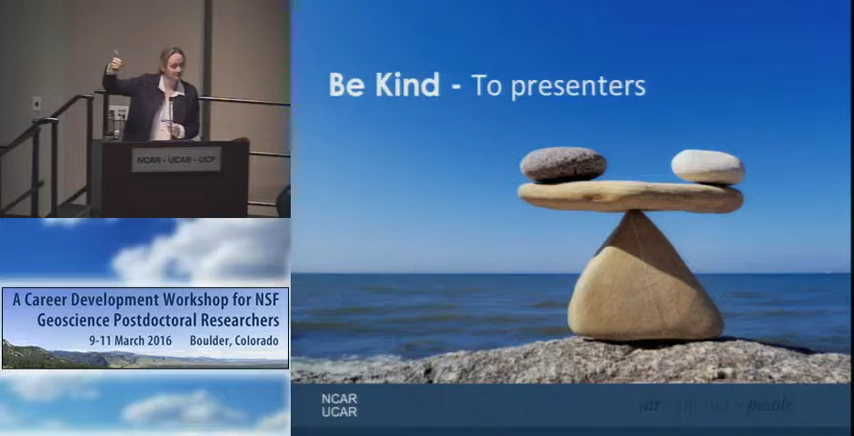 Be Kind - To presenters
NCAR - UCAR - UCP
A Career Development Workshop for NSF
Geoscience Postdoctoral Researchers
9-11 March 2016 Boulder, Colorado
NCAR
UCAR
people